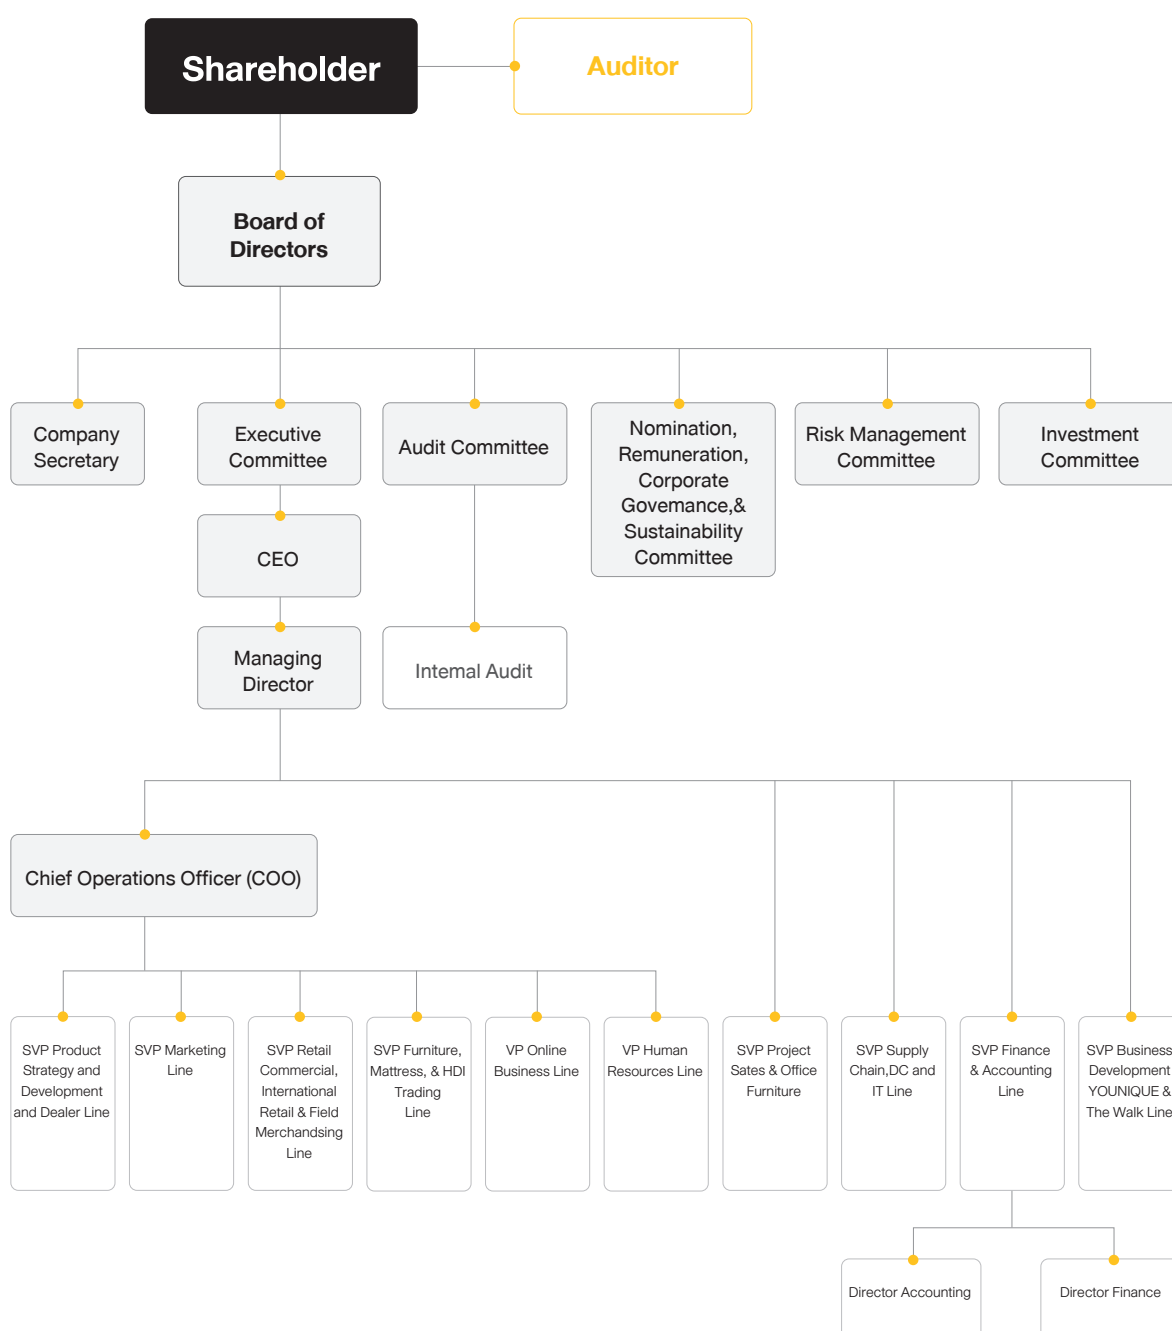 Shareholder
Auditor
Board of
Directors
Company
Secretary
Executive
Committee
Audit Committee
Nomination,
Remuneration,
Corporate
Govemance,&
Sustainability
Committee
Risk Management
Committee
Investment
Committee
CEO
Managing
Director
Intemal Audit
Chief Operations Officer (COO)
SVP Product
Strategy and
Development
and Dealer Line
SVP Marketing
Line
SVP Retail
Commercial,
International
Retail & Field
Merchandsing
Line
SVP Furniture,
Mattress, & HDI
Trading
Line
VP Online
Business Line
VP Human
Resources Line
SVP Project
Sates & Office
Furniture
SVP Supply
Chain,DC and
IT Line
SVP Finance
& Accounting
Line
SVP Business
Development
YOUNIQUE &
The Walk Line
Director Accounting
Director Finance